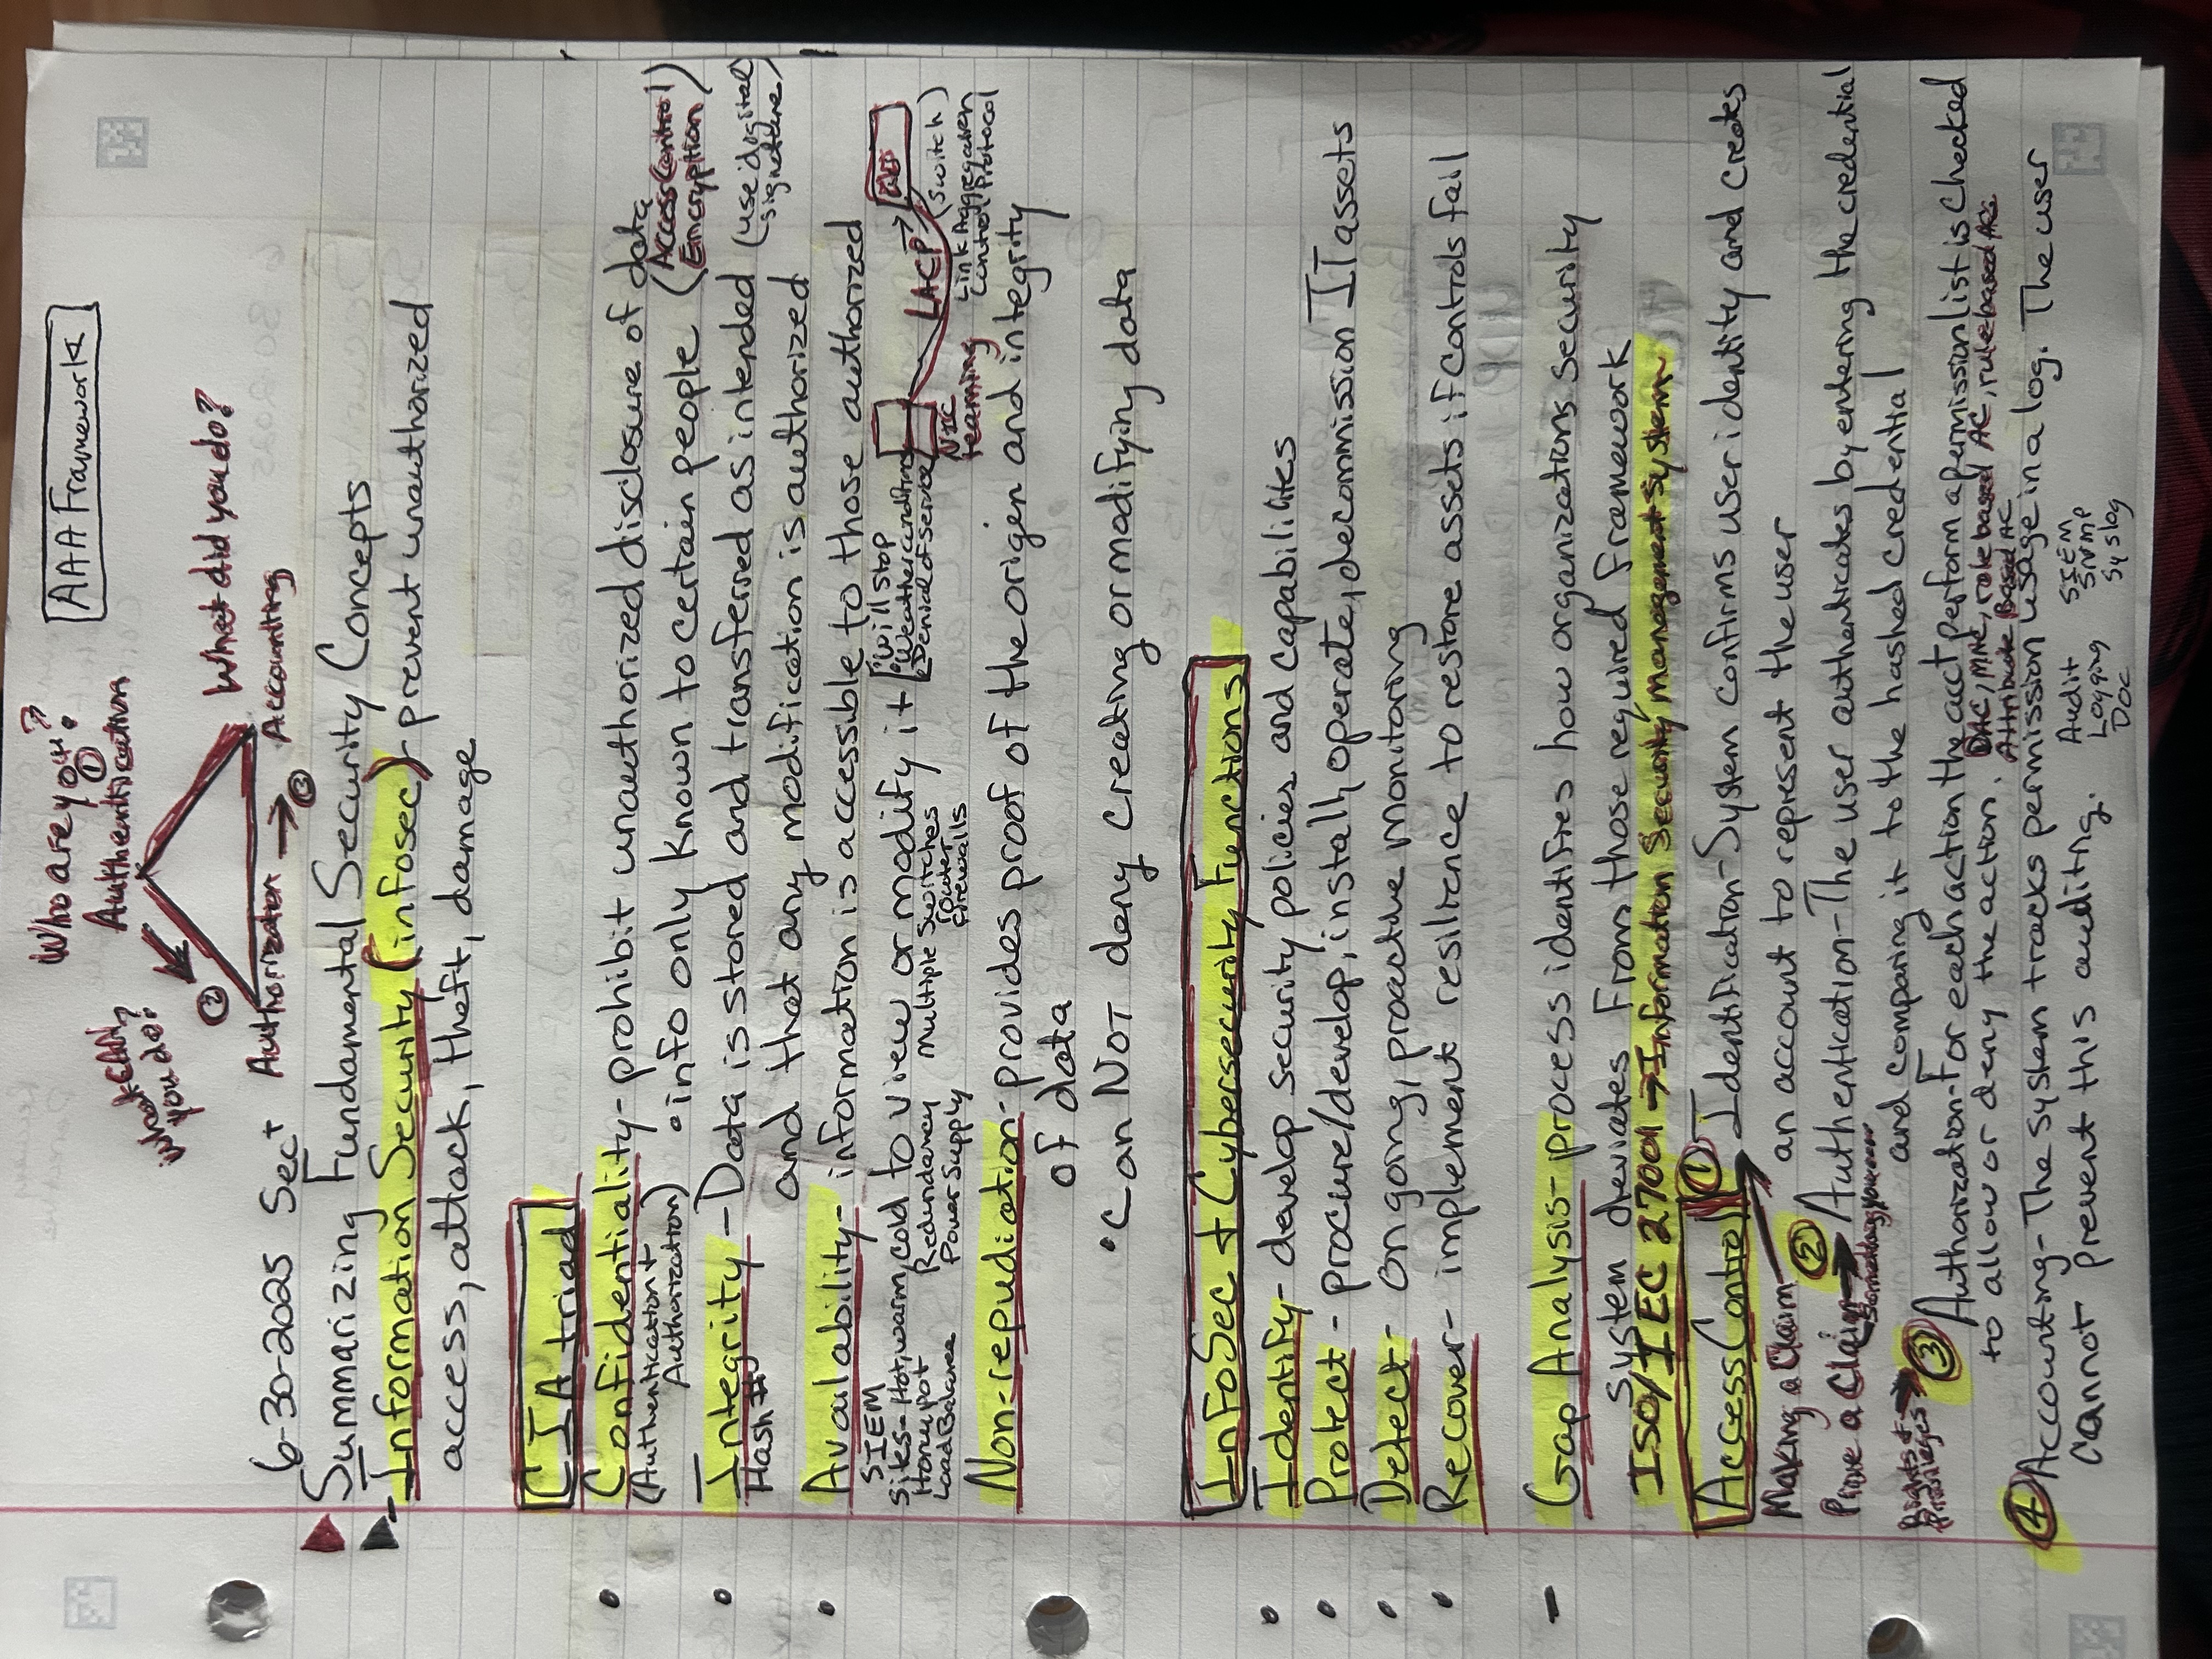 Who are you?
AAA Framework
①
Authentication
What CAN
you do?
②
What did you do?
Authorization → Accounting
③
6-30-2025 Sec+
Summarizing Fundamental Security Concepts
- Information Security (infosec) - prevent unauthorized
access, attack, theft, damage
CIA triad
• Confidentiality - prohibit unauthorized disclosure of data
(Authentication +
Authorization) • info only known to certain people (Access Control
Encryption)
• Integrity - Data is stored and transferred as intended (use digital
signature)
Hash #
and that any modification is authorized
• Availability - information is accessible to those authorized
SIEM
to view or modify it
Sites - Hot, warm, cold
Honeypot Redundancy Multiple Switches
Load Balance Power Supply router
firewalls
• will stop
• Weather conditions
• Denial of Service
NIC
teaming
LACP → (switch)
Link Aggregation
Control Protocol
Non-repudiation - provides proof of the origen and integrity
of data
• Can NOT deny creating or modifying data
InFoSec + Cybersecurity Functions
• Identify - develop security policies and capabilities
• Protect - procure/develop, install, operate, decommission IT assets
• Detect - on going, proactive monitoring
• Recover - implement resilience to restore assets if controls fail
- Gap Analysis - process identifies how organizations security
system deviates from those required framework
ISO/IEC 27001 → Information Security Management System
Access Control ① Identification - System confirms user identity and creates
Making a Claim → an account to represent the user
② 
Prove a Claim → Authentication - The user authenticates by entering the credential
Something you
and comparing it to the hashed credential
Rights +
Privileges →
③ Authorization - For each action the acct perform a permission list is checked
to allow or deny the action. DAC, MAC, role based AC, rule based AC
Attribute Based AC
④ Accounting - The system tracks permission usage in a log. The user
cannot prevent this auditing.
Audit SIEM
Logging SNMP
Doc Syslog